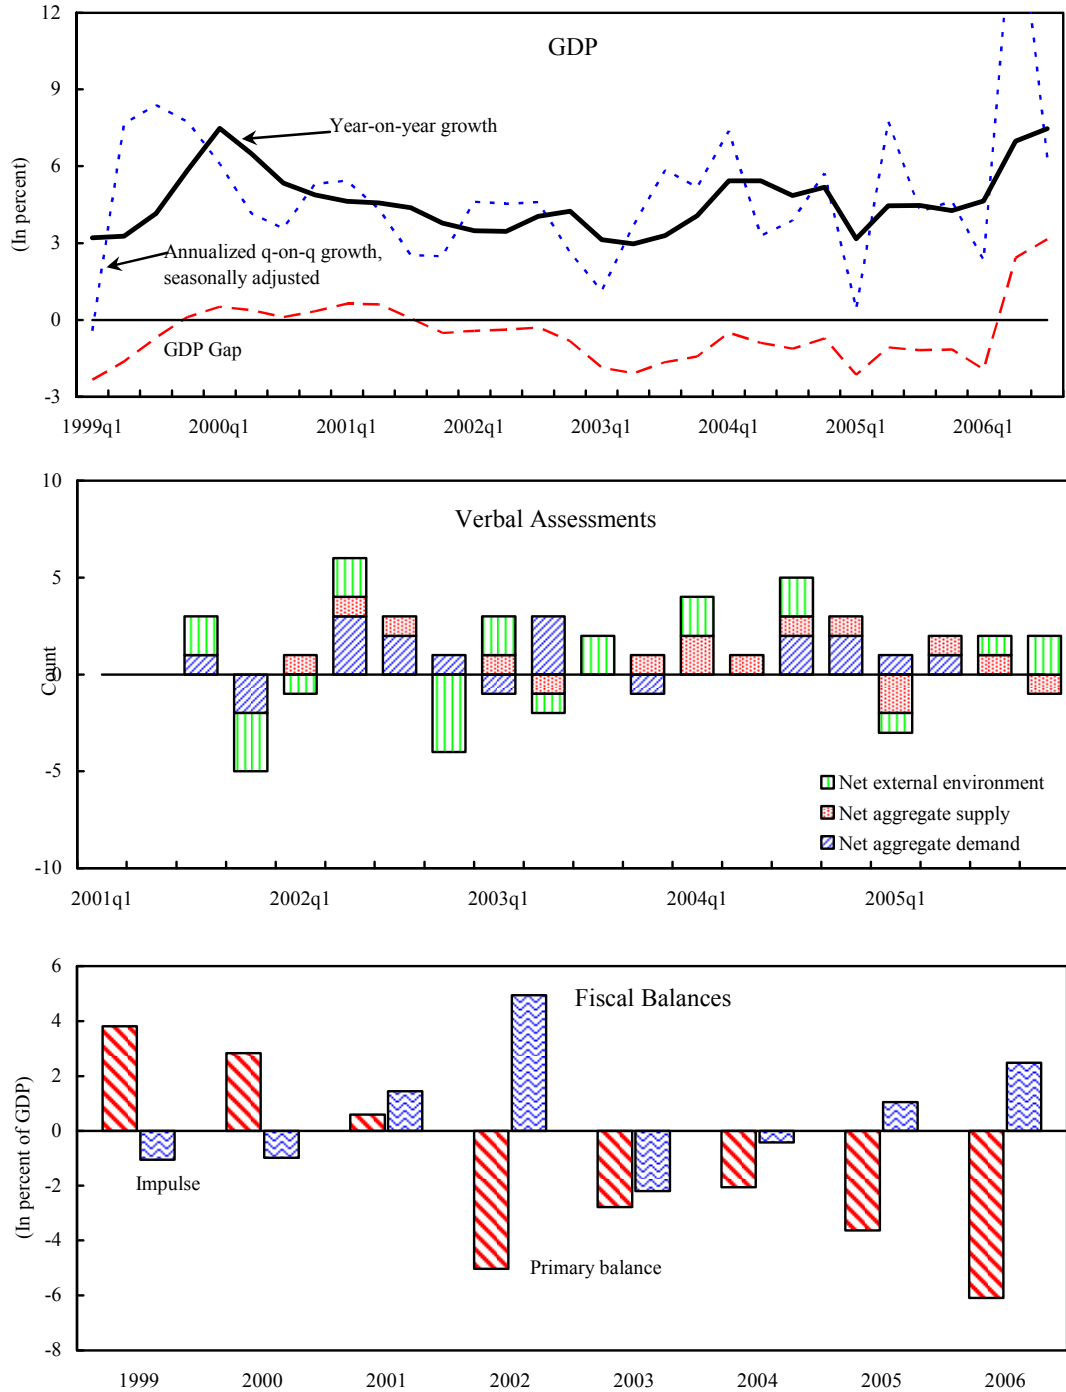 GDP
(In percent)
12
9
6
3
0
-3
Year-on-year growth
Annualized q-on-q growth,
seasonally adjusted
GDP Gap
1999q1 2000q1 2001q1 2002q1 2003q1 2004q1 2005q1 2006q1
Verbal Assessments
Count
10
5
0
-5
-10
Net external environment
Net aggregate supply
Net aggregate demand
2001q1 2002q1 2003q1 2004q1 2005q1
Fiscal Balances
(In percent of GDP)
6
4
2
0
-2
-4
-6
-8
Impulse
Primary balance
1999 2000 2001 2002 2003 2004 2005 2006